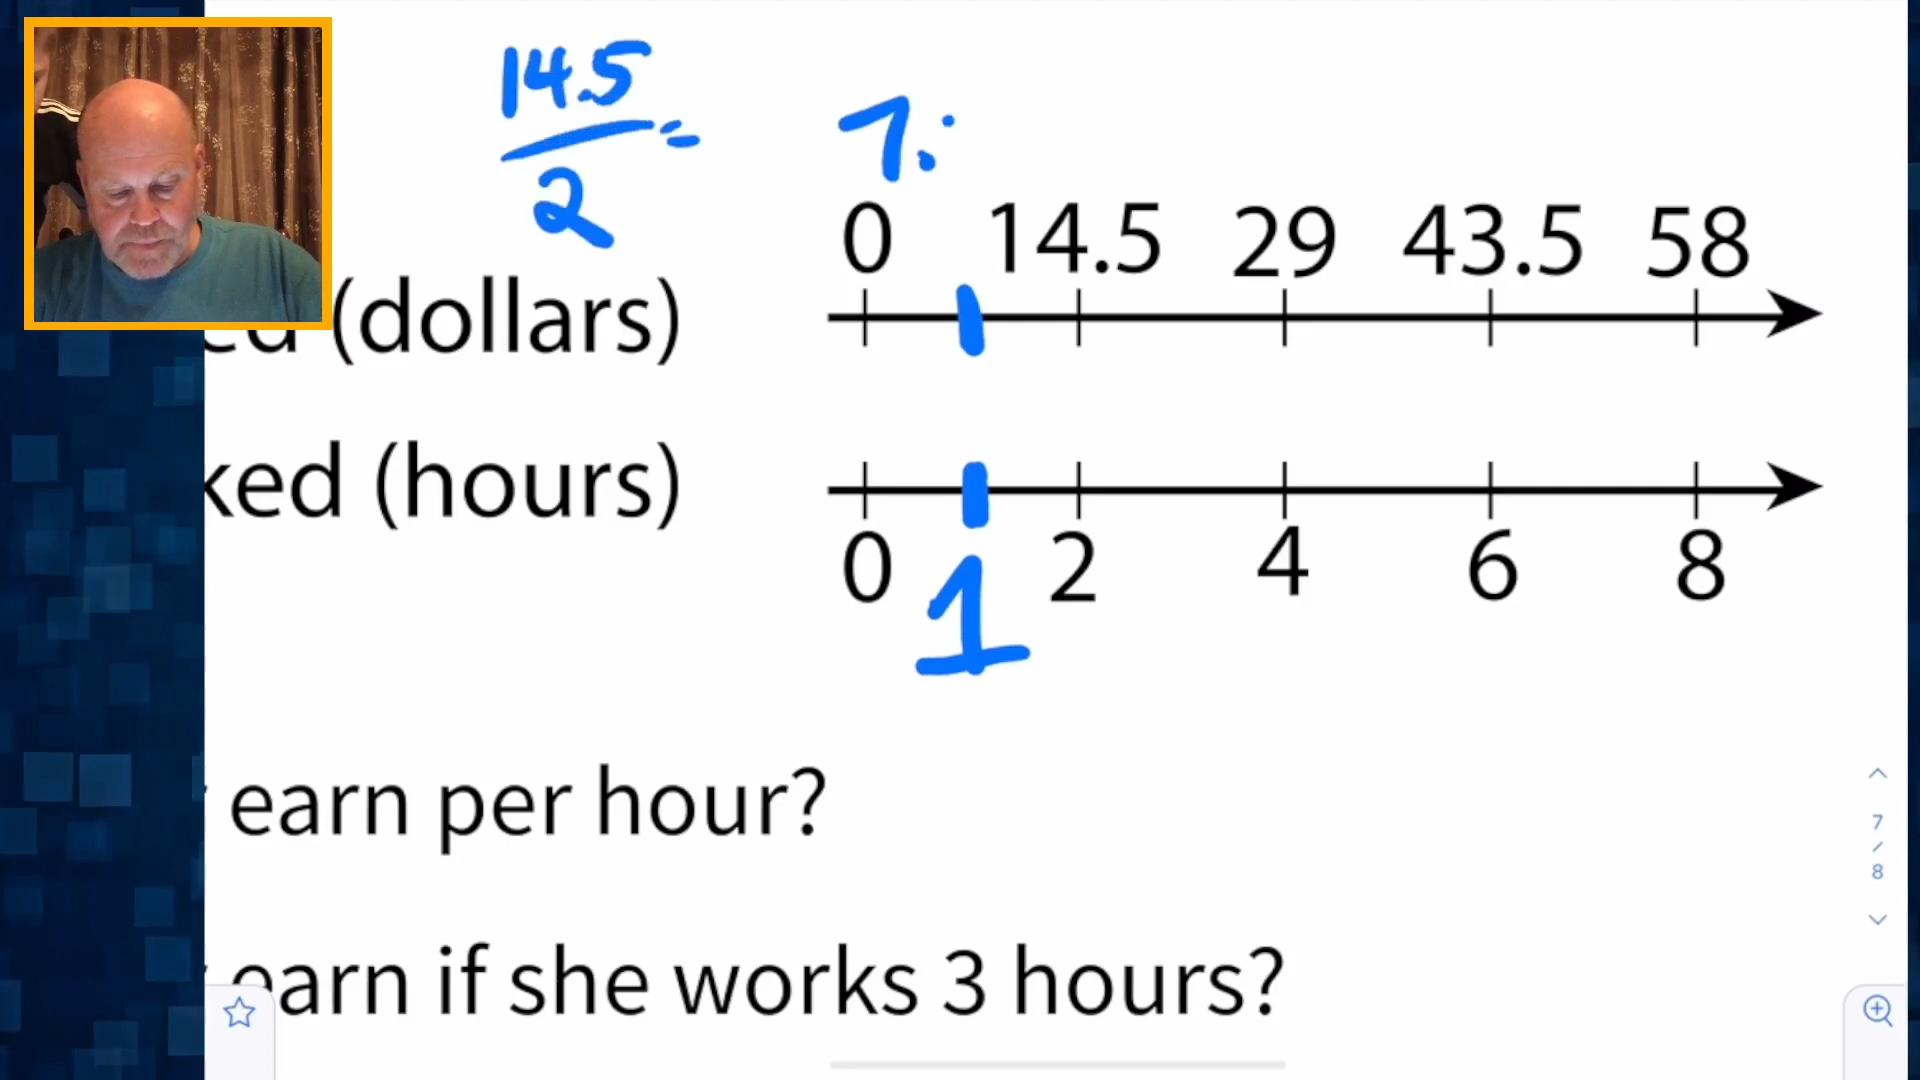 14.5
2 =
7.
0 14.5 29 43.5 58
(dollars)
ked (hours)
0 2 4 6 8
1
earn per hour?
earn if she works 3 hours?
7
/
8